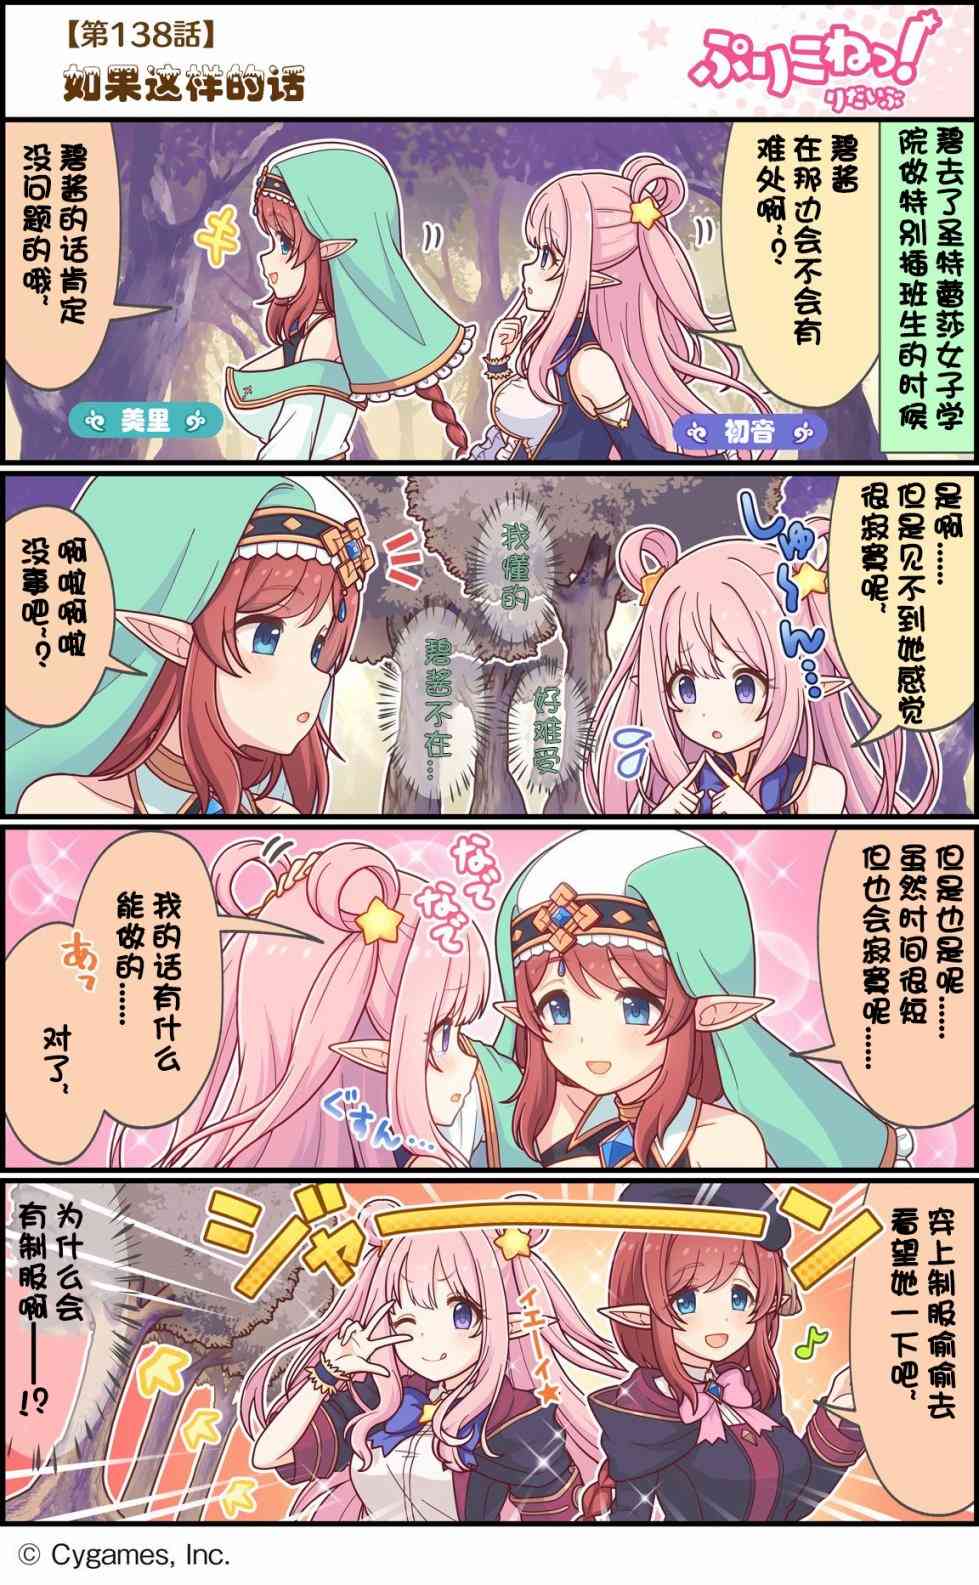 【第138話】
如果这样的话
ぷりこねっ!
りだいぶ
碧去了圣特蕾莎女子学
院做特别插班生的时候
碧酱
在那边会不会有
难处啊~?
碧酱的话肯定
没问题的哦~
初音
美里
是啊……
但是见不到她感觉
很寂寞呢~
しゅ~ん…
我懂的
好难受
碧酱不在…
啊啦啊啦
没事吧~?
但是也是呢……
虽然时间很短
但也会寂寞呢……
なでなで
ぐすん…
我的话有什么
能做的……
あっ
对了~
穿上制服偷偷去
看望她一下吧~
ジャーン
イエーイ★
为什么会
有制服啊——!?
© Cygames, Inc.